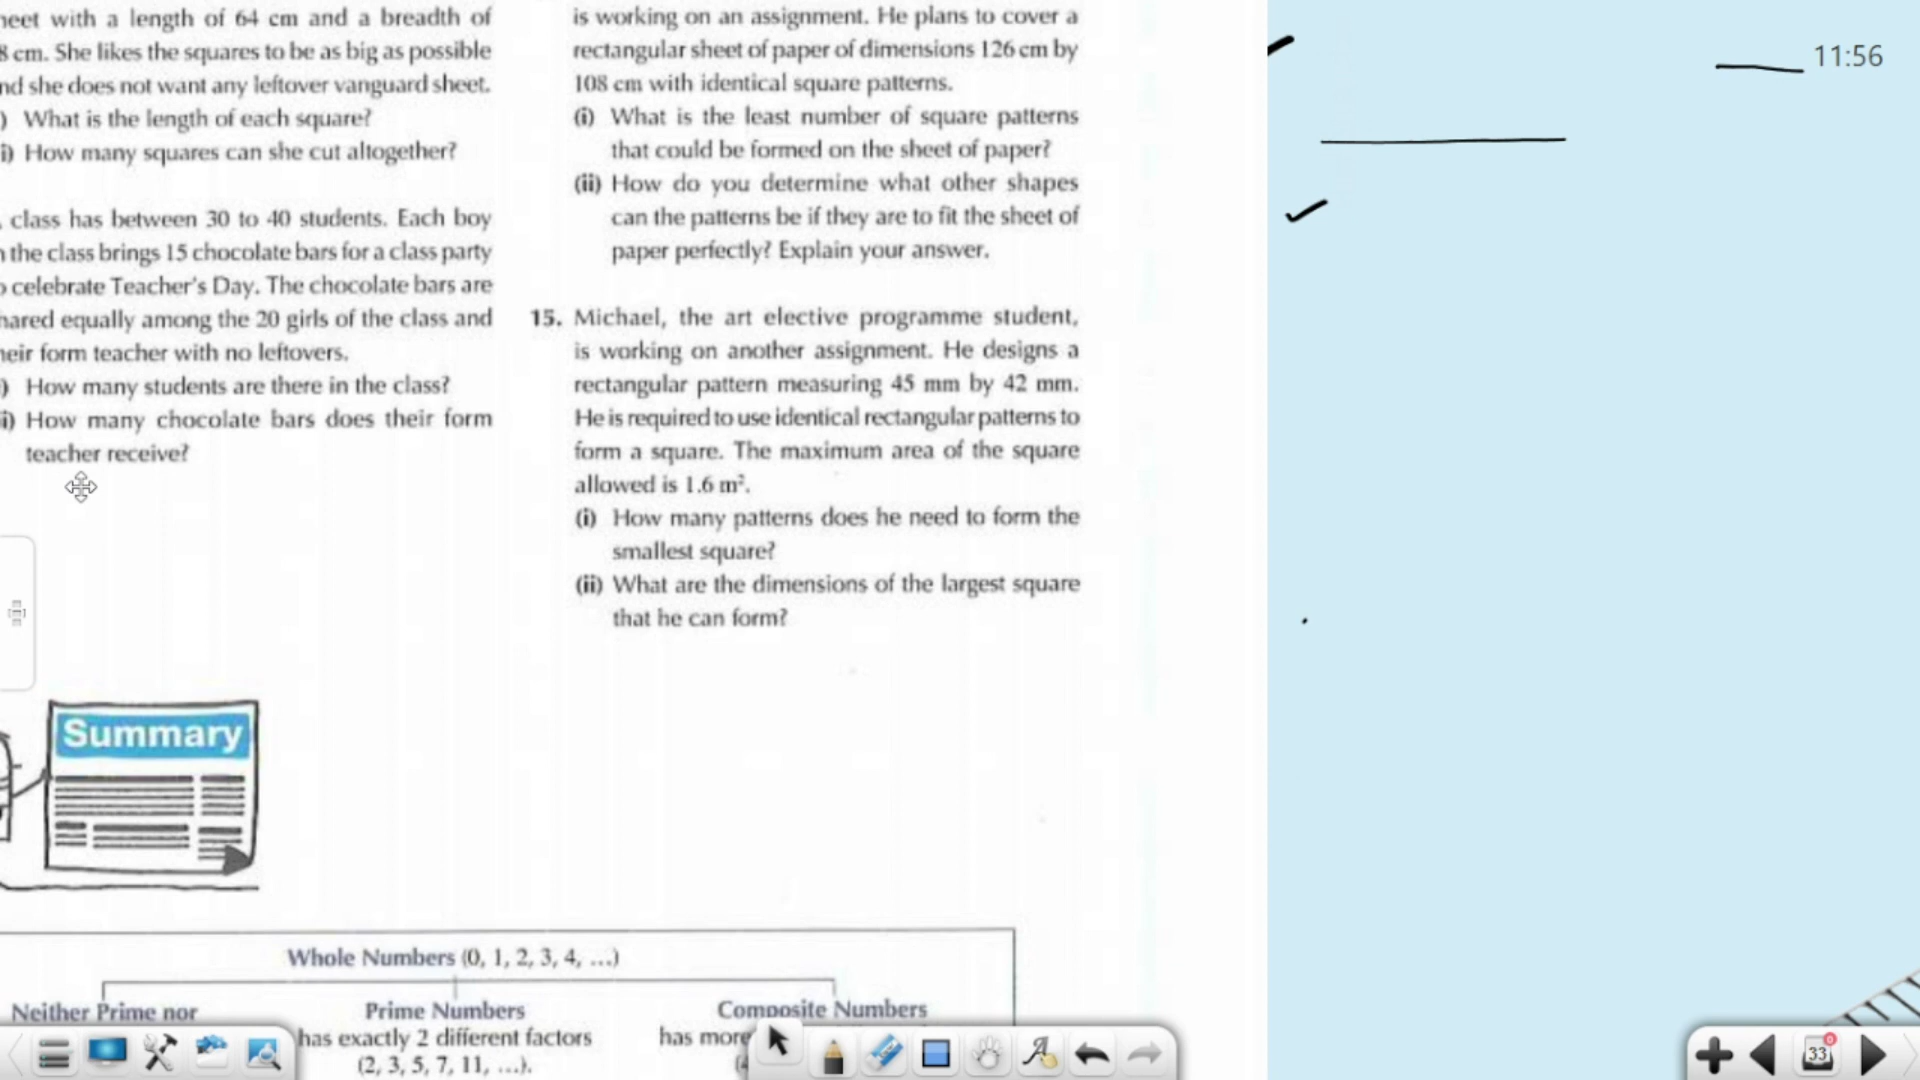 heet with a length of 64 cm and a breadth of
8 cm. She likes the squares to be as big as possible
nd she does not want any leftover vanguard sheet.
) What is the length of each square?
i) How many squares can she cut altogether?
class has between 30 to 40 students. Each boy
the class brings 15 chocolate bars for a class party
celebrate Teacher's Day. The chocolate bars are
hared equally among the 20 girls of the class and
heir form teacher with no leftovers.
) How many students are there in the class?
i) How many chocolate bars does their form
teacher receive?
Summary
is working on an assignment. He plans to cover a
rectangular sheet of paper of dimensions 126 cm by
108 cm with identical square patterns.
(i) What is the least number of square patterns
that could be formed on the sheet of paper?
(ii) How do you determine what other shapes
can the patterns be if they are to fit the sheet of
paper perfectly? Explain your answer.
15. Michael, the art elective programme student,
is working on another assignment. He designs a
rectangular pattern measuring 45 mm by 42 mm.
He is required to use identical rectangular patterns to
form a square. The maximum area of the square
allowed is 1.6 m².
(i) How many patterns does he need to form the
smallest square?
(ii) What are the dimensions of the largest square
that he can form?
11:56
Whole Numbers (0, 1, 2, 3, 4, ...)
Neither Prime nor
Prime Numbers
has exactly 2 different factors
(2, 3, 5, 7, 11, ...).
Composite Numbers
has more
33
0